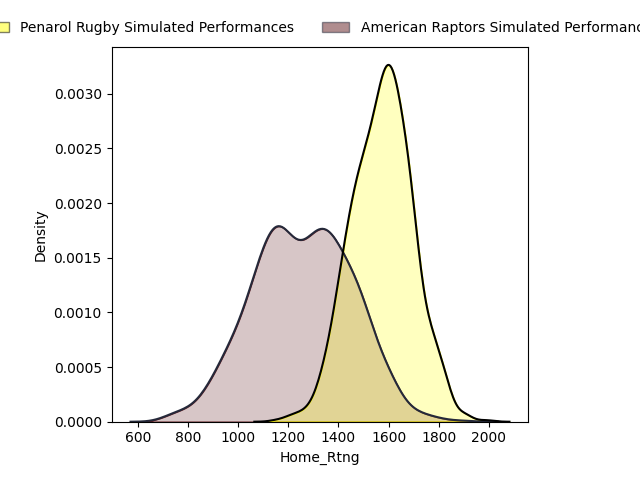 Penarol Rugby Simulated Performances American Raptors Simulated Performanc
0.0030
0.0025
0.0020
0.0015
0.0010
0.0005
0.0000
Density
600 800 1000 1200 1400 1600 1800 2000
Home_Rtng